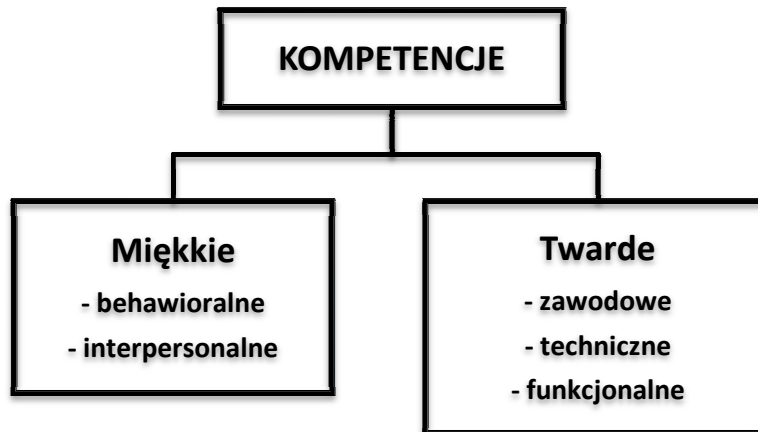 KOMPETENCJE
Miękkie
- behawioralne
- interpersonalne
Twarde
- zawodowe
- techniczne
- funkcjonalne